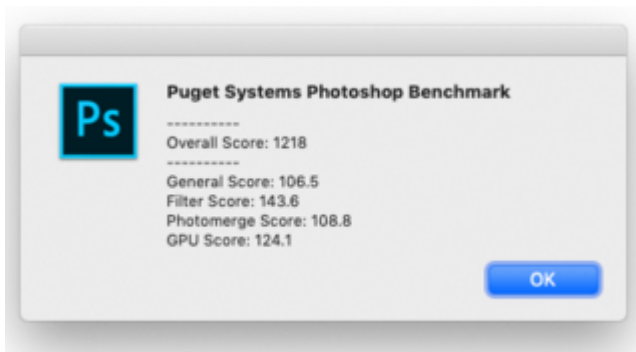 Ps
Puget Systems Photoshop Benchmark
----------
Overall Score: 1218
----------
General Score: 106.5
Filter Score: 143.6
Photomerge Score: 108.8
GPU Score: 124.1
OK